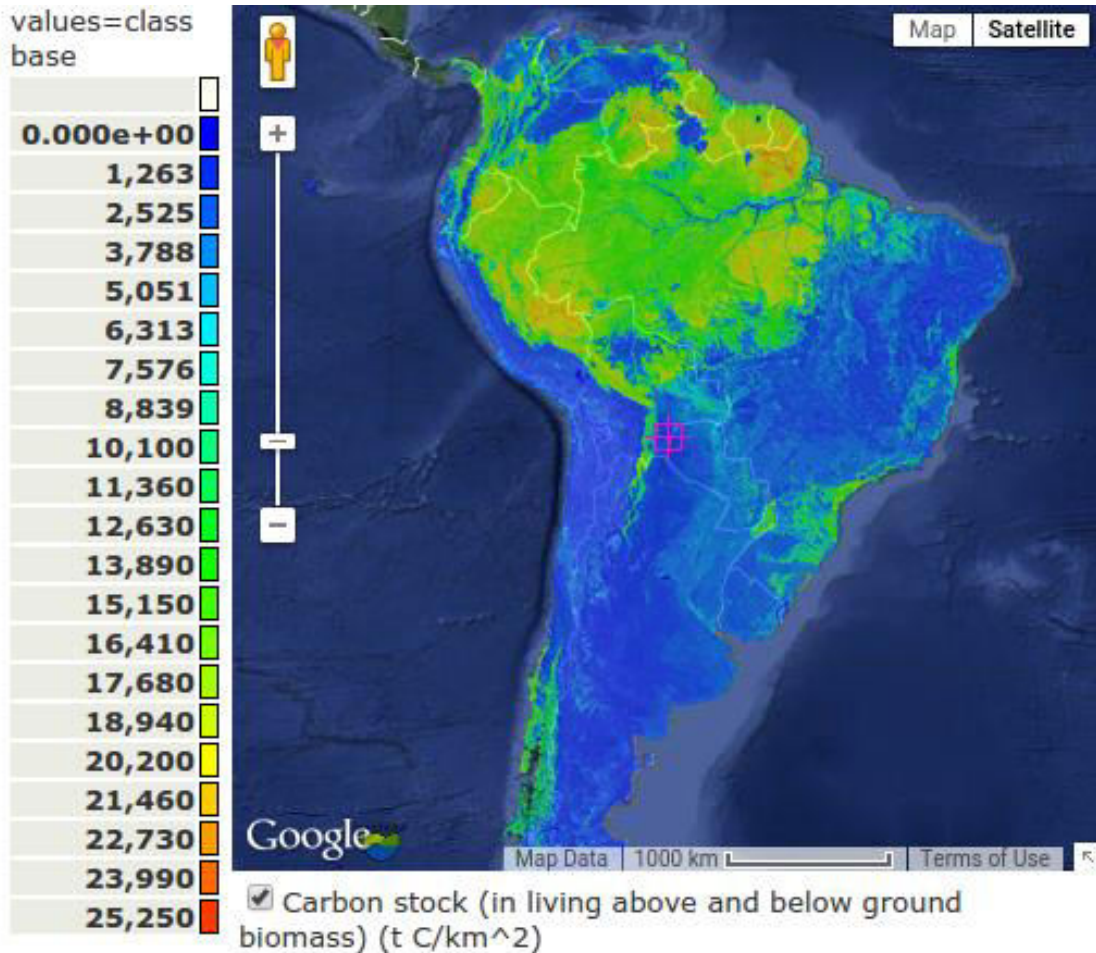 values=class
base
0.000e+00
1,263
2,525
3,788
5,051
6,313
7,576
8,839
10,100
11,360
12,630
13,890
15,150
16,410
17,680
18,940
20,200
21,460
22,730
23,990
25,250
Map Satellite
+
−
Google
Map Data 1000 km Terms of Use
Carbon stock (in living above and below ground
biomass) (t C/km^2)